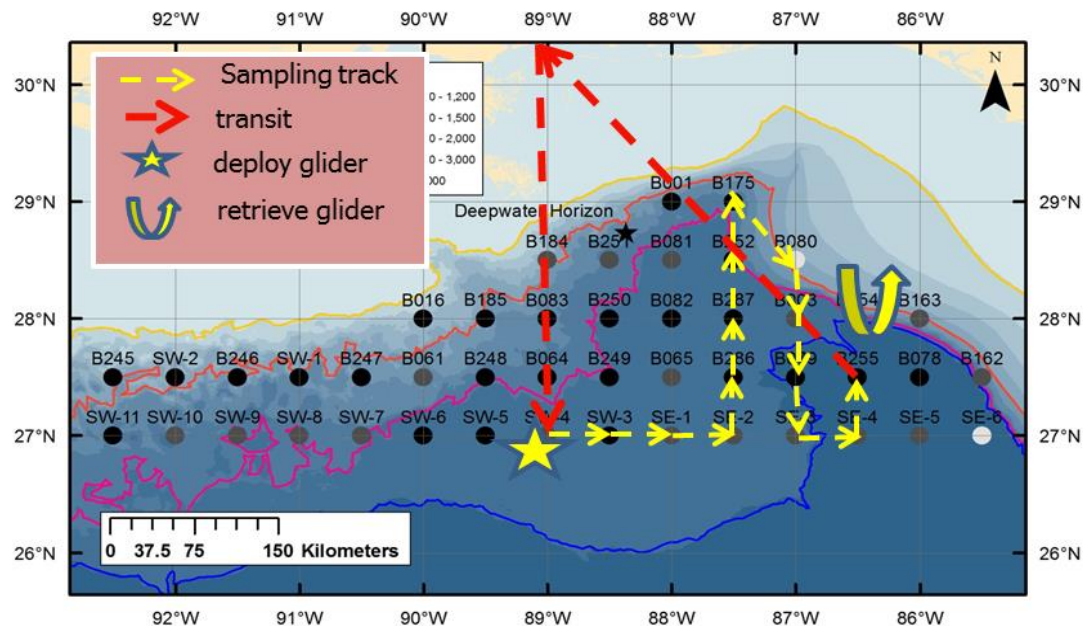 92°W 91°W 90°W 89°W 88°W 87°W 86°W
Sampling track
transit
deploy glider
retrieve glider
0 - 1,200
0 - 1,500
0 - 2,000
0 - 3,000
000
N
30°N 30°N
29°N 29°N
28°N 28°N
27°N 27°N
26°N 26°N
B001 B175
Deepwater Horizon
B184 B081 B080
B016 B185 B083 B250 B082 B287 B163
B245 SW-2 B246 SW-1 B247 B061 B248 B064 B249 B065 B286 B255 B078 B162
SW-11 SW-10 SW-9 SW-8 SW-7 SW-6 SW-5 SW-4 SW-3 SE-1 SE-2 SE-4 SE-5 SE-6
0 37.5 75 150 Kilometers
92°W 91°W 90°W 89°W 88°W 87°W 86°W